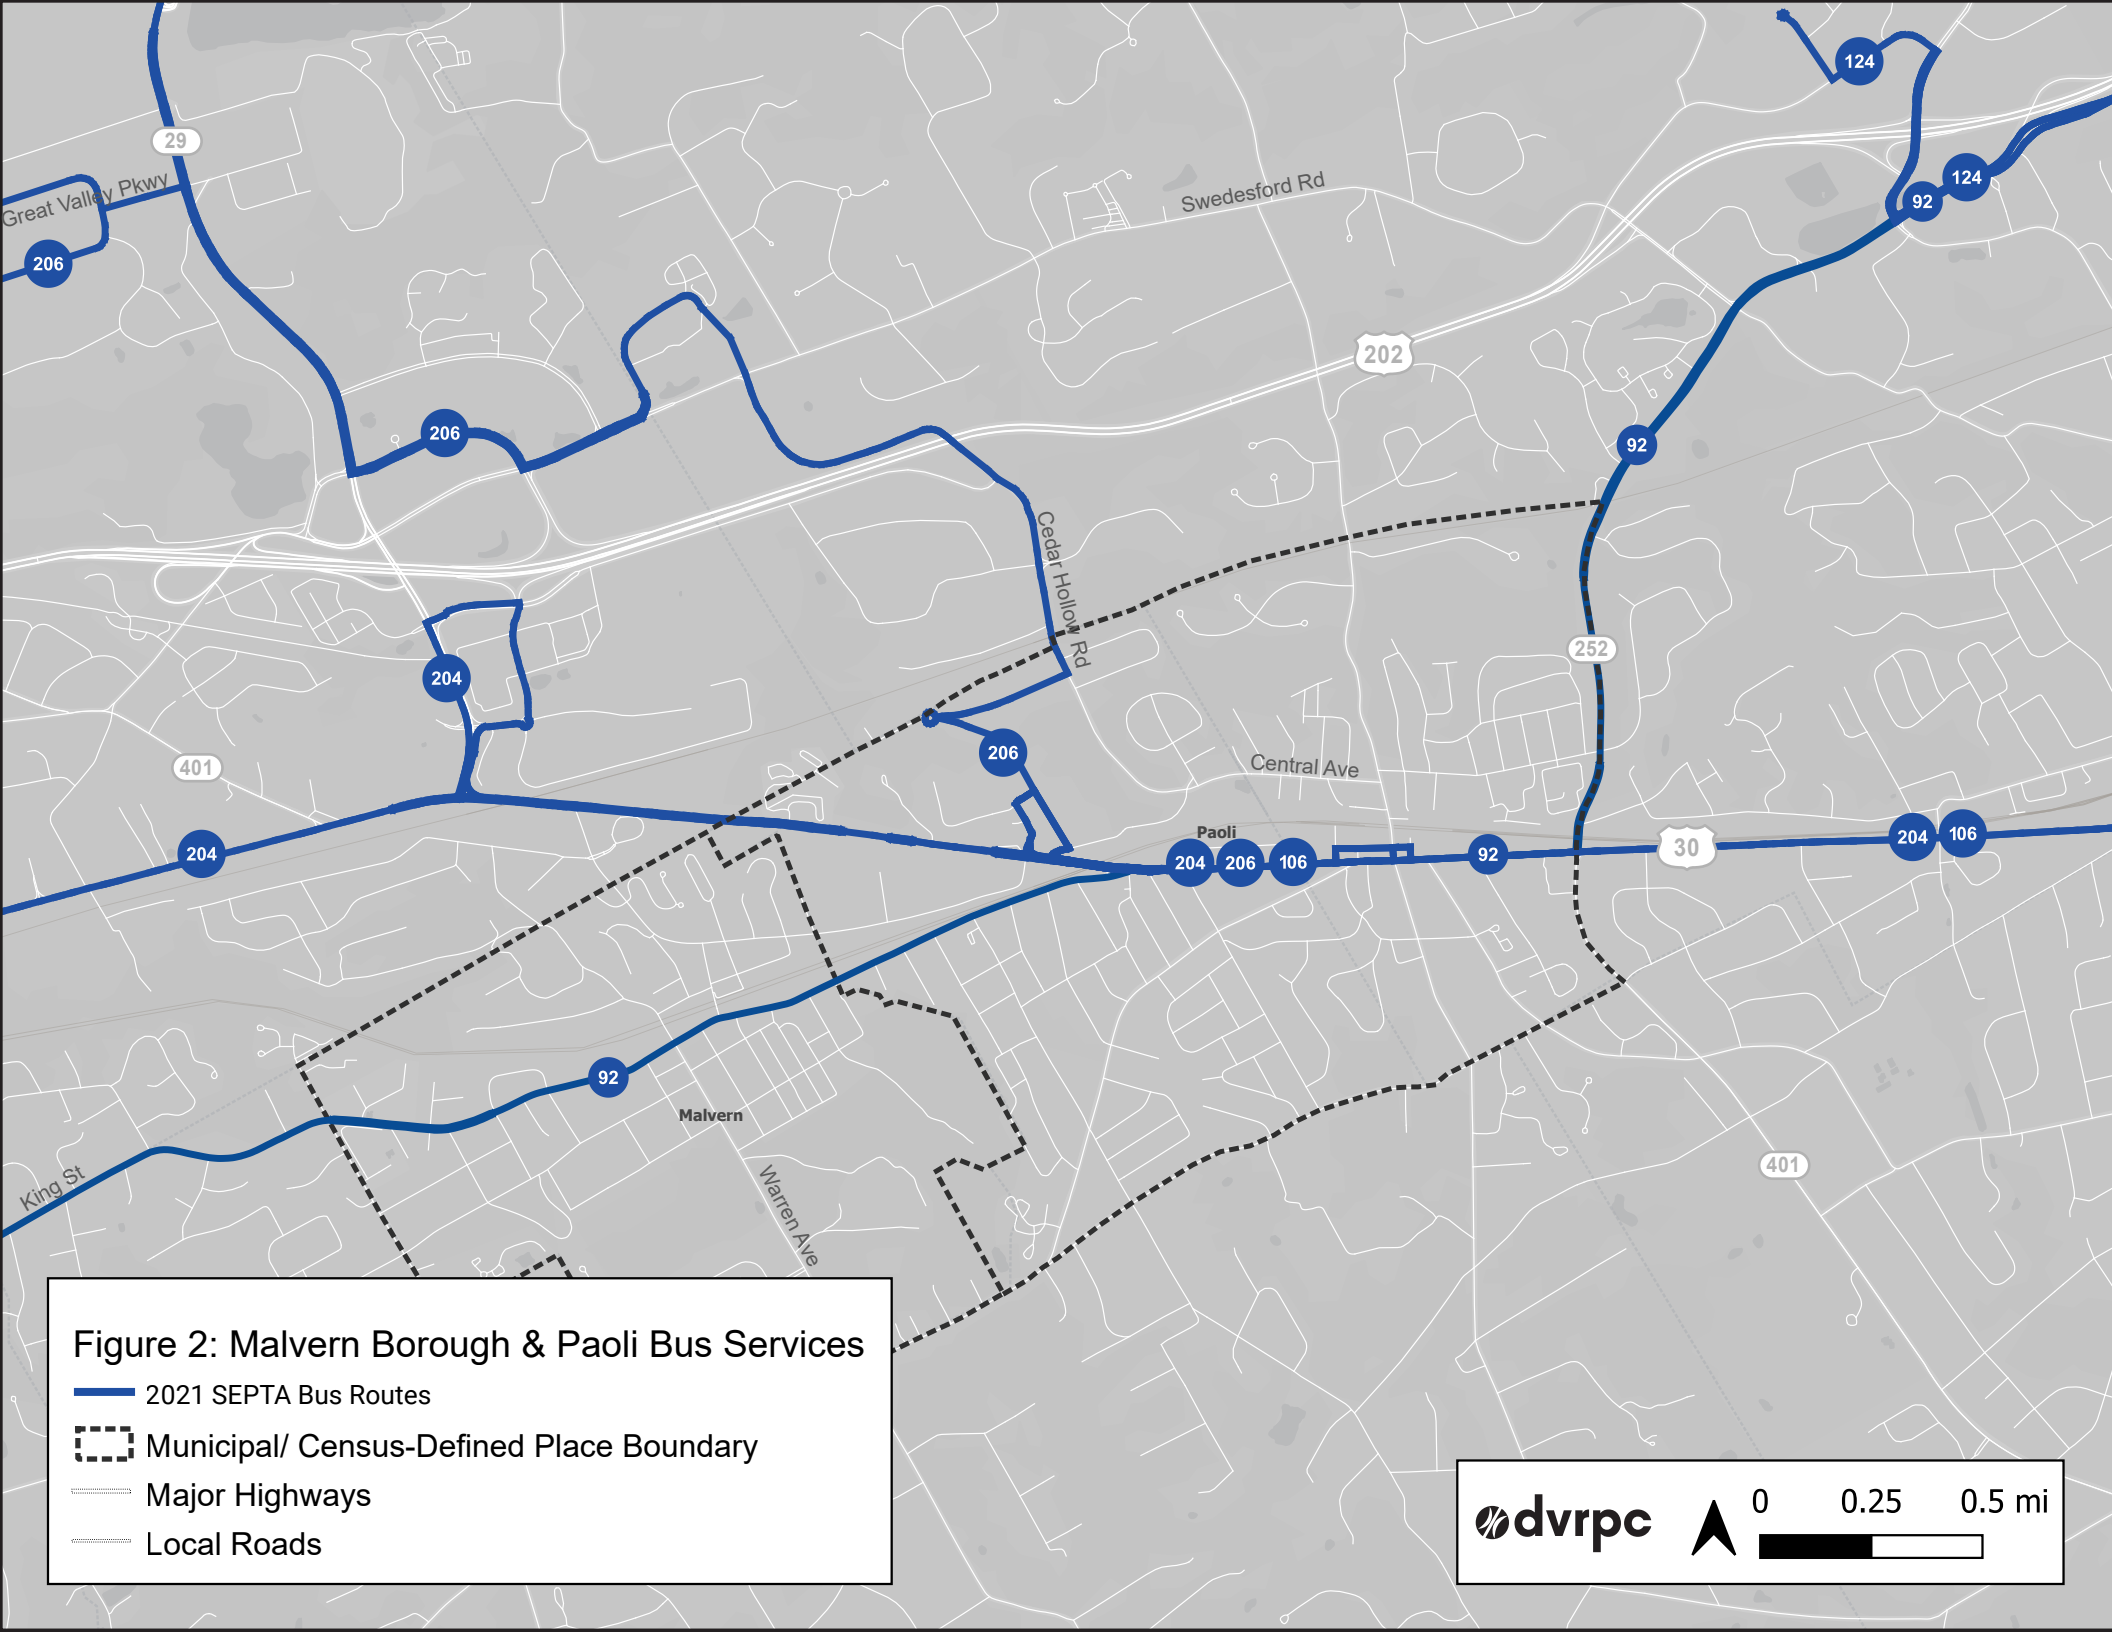 124
29
124
Great Valley Pkwy
Swedesford Rd
92
206
202
206
92
Cedar Hollow Rd
252
204
206
Central Ave
401
Paoli
204
106
30
204
204
206
106
92
92
Malvern
401
King St
Warren Ave
Figure 2: Malvern Borough & Paoli Bus Services
2021 SEPTA Bus Routes
Municipal/ Census-Defined Place Boundary
Major Highways
Local Roads
dvrpc
0 0.25 0.5 mi